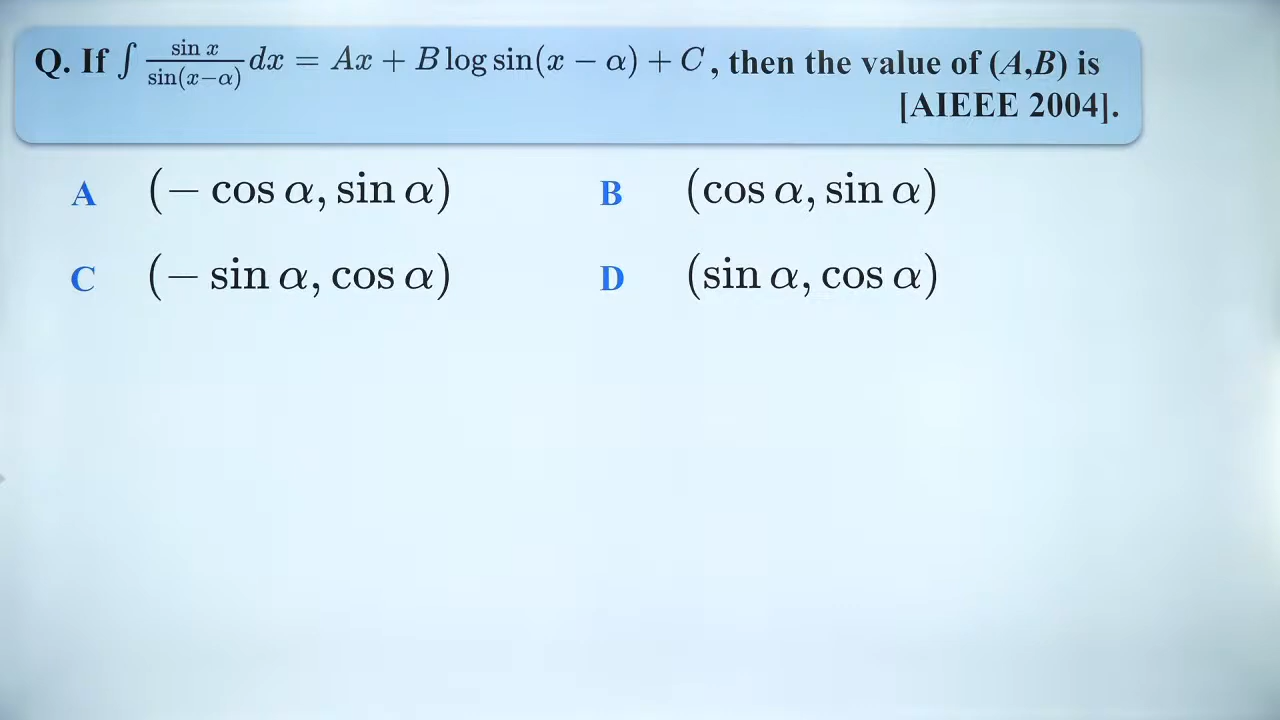 Q. If ∫ sin x / sin(x−α) dx = Ax + B log sin(x − α) + C, then the value of (A,B) is
[AIEEE 2004].
A (− cos α, sin α) B (cos α, sin α)
C (− sin α, cos α) D (sin α, cos α)